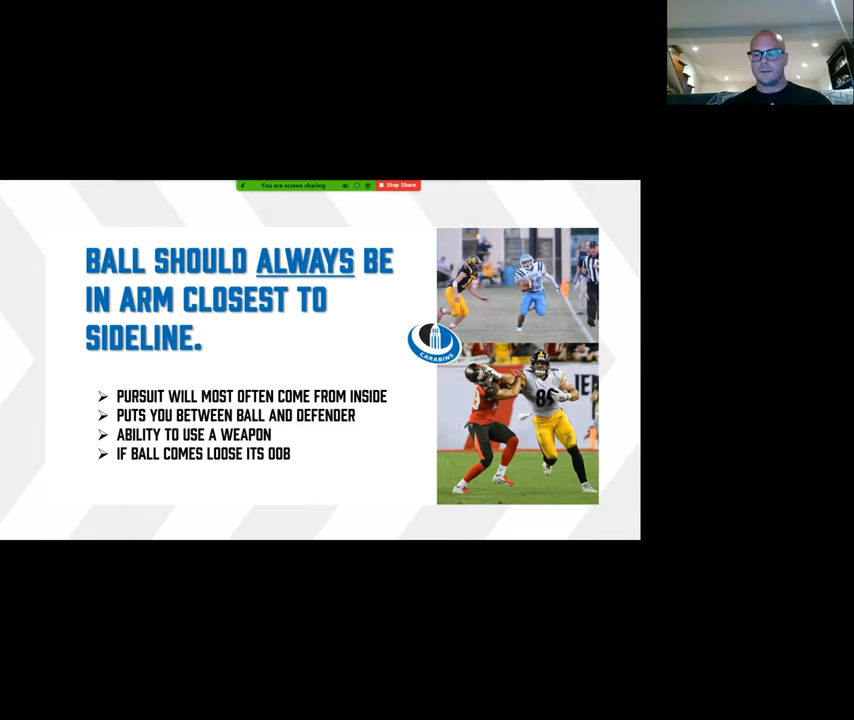 You are screen sharing
Stop Share
BALL SHOULD ALWAYS BE
IN ARM CLOSEST TO
SIDELINE.
CARABINS
PURSUIT WILL MOST OFTEN COME FROM INSIDE
PUTS YOU BETWEEN BALL AND DEFENDER
ABILITY TO USE A WEAPON
IF BALL COMES LOOSE ITS OOB